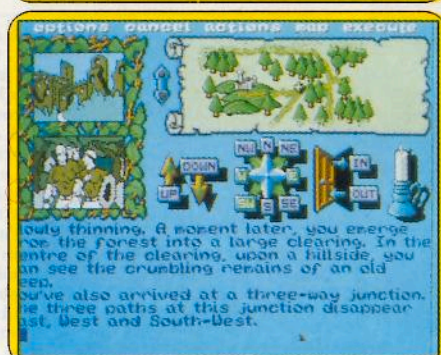 options cancel actions map execute
NW N NE
UP DOWN W E IN
SW S SE OUT
lowly thinning. A moment later, you emerge
rom the forest into a large clearing. In the
entre of the clearing, upon a hillside, you
an see the crumbling remains of an old
eep.
ou've also arrived at a three-way junction.
he three paths at this junction disappear
ast, West and South-West.